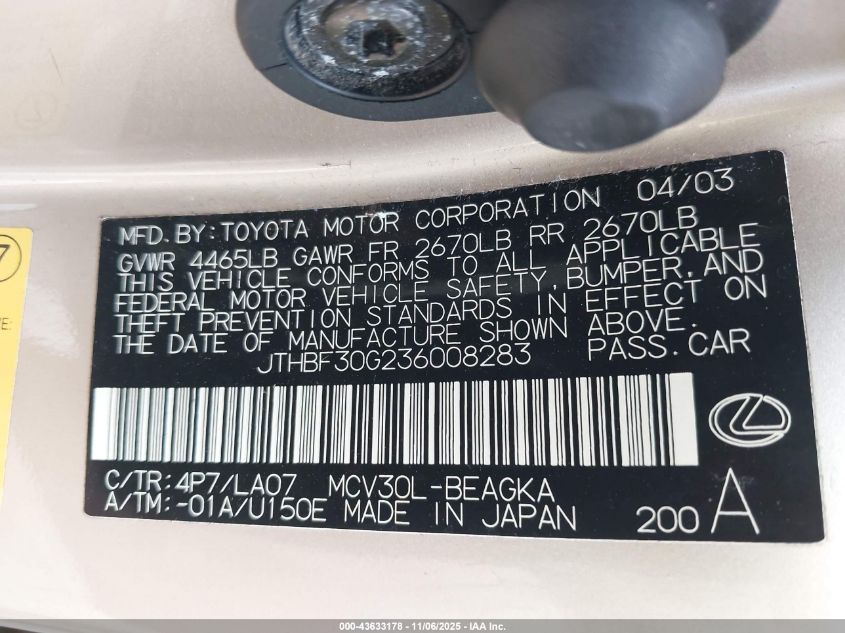 MFD. BY: TOYOTA MOTOR CORPORATION 04/03
GVWR 4465LB GAWR FR 2670LB RR 2670LB
THIS VEHICLE CONFORMS TO ALL APPLICABLE
FEDERAL MOTOR VEHICLE SAFETY, BUMPER, AND
THEFT PREVENTION STANDARDS IN EFFECT ON
THE DATE OF MANUFACTURE SHOWN ABOVE.
JTHBF30G236008283 PASS. CAR
C/TR: 4P7/LA07 MCV30L-BEAGKA
A/TM: -01A/U150E MADE IN JAPAN 200 A
000-43633178 - 11/06/2025 - IAA Inc.